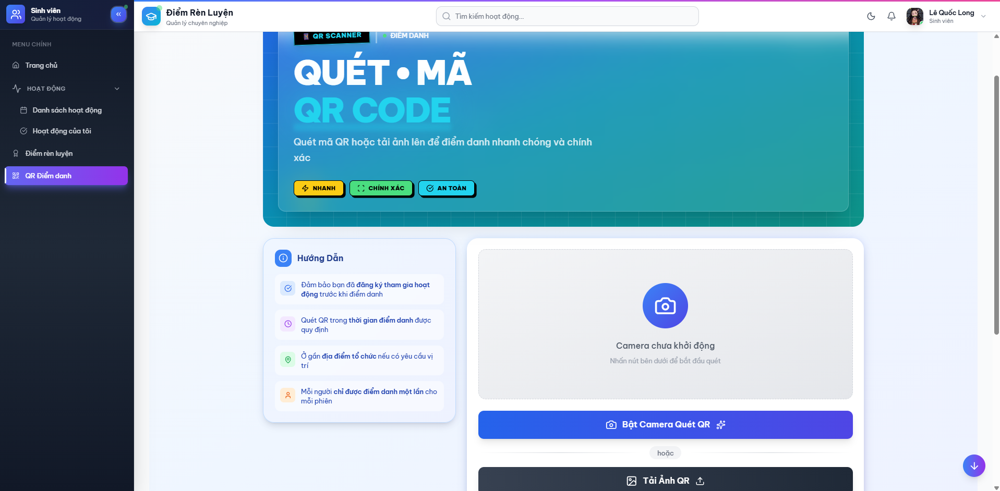 Sinh viên
Quản lý hoạt động
MENU CHÍNH
Trang chủ
HOẠT ĐỘNG
Danh sách hoạt động
Hoạt động của tôi
Điểm rèn luyện
QR Điểm danh
Điểm Rèn Luyện
Quản lý chuyên nghiệp
Tìm kiếm hoạt động...
Lê Quốc Long
Sinh viên
QR SCANNER
ĐIỂM DANH
QUÉT • MÃ
QR CODE
Quét mã QR hoặc tải ảnh lên để điểm danh nhanh chóng và chính
xác
NHANH
CHÍNH XÁC
AN TOÀN
Hướng Dẫn
Đảm bảo bạn đã đăng ký tham gia hoạt
động trước khi điểm danh
Quét QR trong thời gian điểm danh được
quy định
Ở gần địa điểm tổ chức nếu có yêu cầu vị
trí
Mỗi người chỉ được điểm danh một lần cho
mỗi phiên
Camera chưa khởi động
Nhấn nút bên dưới để bắt đầu quét
Bật Camera Quét QR
hoặc
Tải Ảnh QR